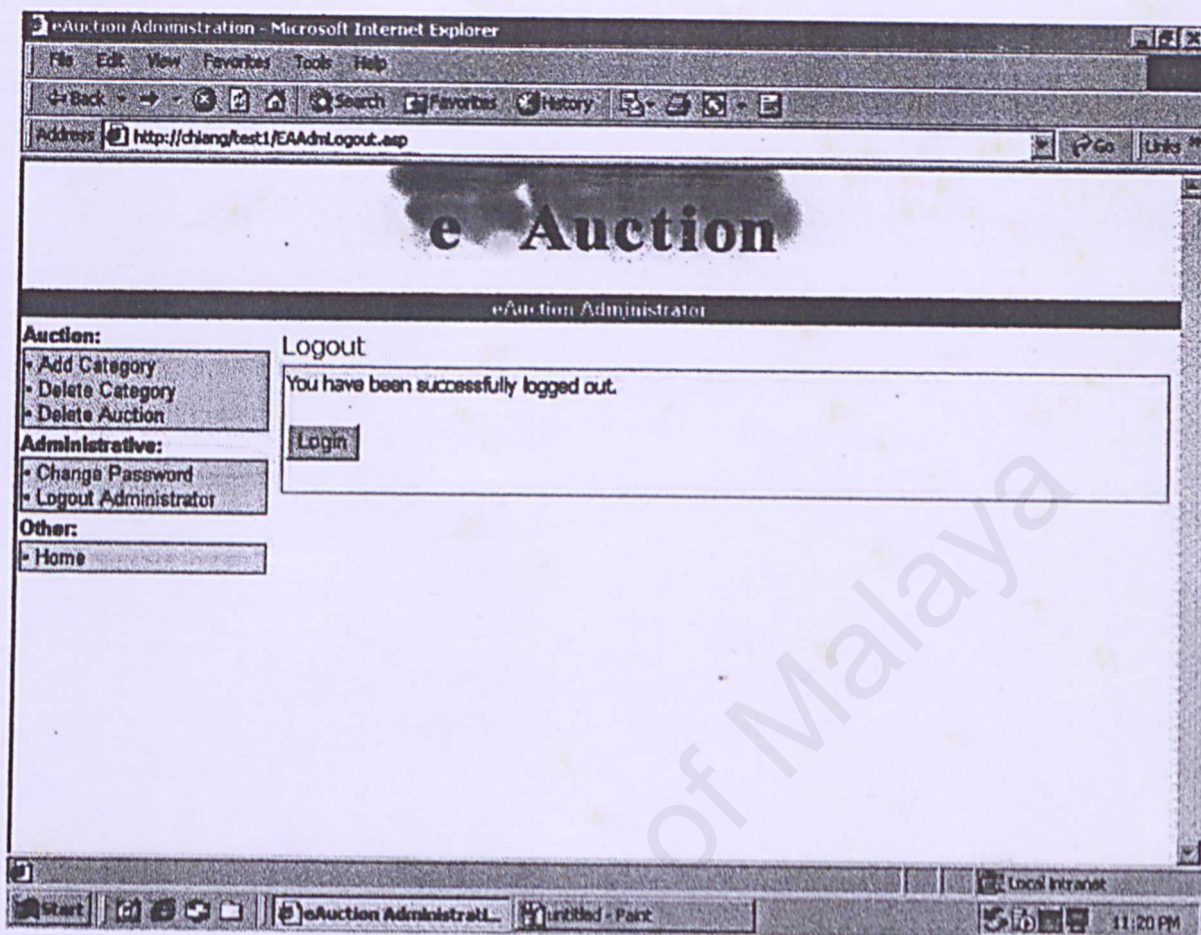 eAuction Administration - Microsoft Internet Explorer
File Edit View Favorites Tools Help
Back Search Favorites History
Address http://chiang/test1/EAAdmLogout.asp Go Links »
e Auction
eAuction Administrator
Auction:
• Add Category
• Delete Category
• Delete Auction
Administrative:
• Change Password
• Logout Administrator
Other:
• Home
Logout
You have been successfully logged out.
Login
of Malaya
Local intranet
Start eAuction Administrati... untitled - Paint 11:20 PM